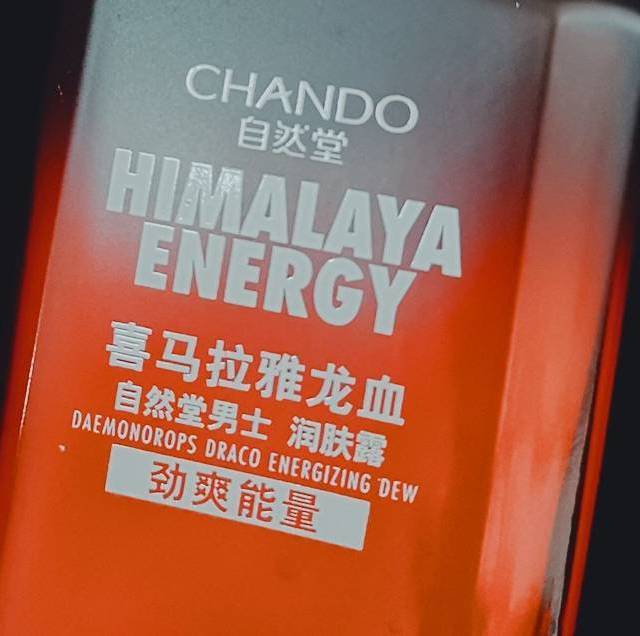 CHANDO
自然堂
HIMALAYA
ENERGY
喜马拉雅龙血
自然堂男士 润肤露
DAEMONOROPS DRACO ENERGIZING DEW
劲爽能量